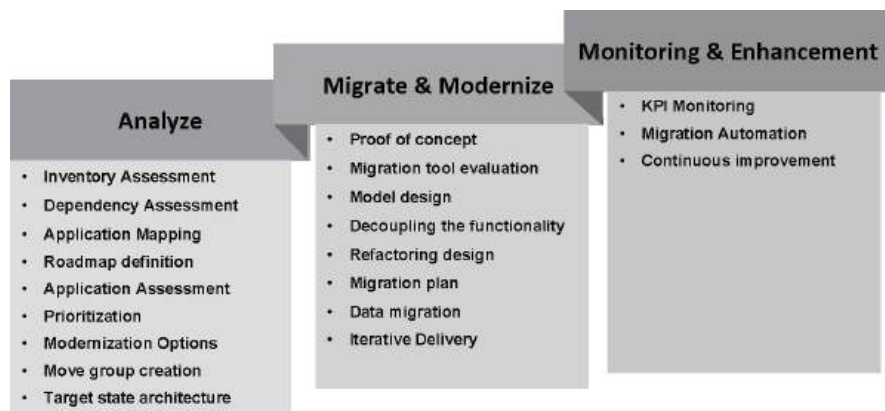 Analyze
• Inventory Assessment
• Dependency Assessment
• Application Mapping
• Roadmap definition
• Application Assessment
• Prioritization
• Modernization Options
• Move group creation
• Target state architecture
Migrate & Modernize
• Proof of concept
• Migration tool evaluation
• Model design
• Decoupling the functionality
• Refactoring design
• Migration plan
• Data migration
• Iterative Delivery
Monitoring & Enhancement
• KPI Monitoring
• Migration Automation
• Continuous improvement